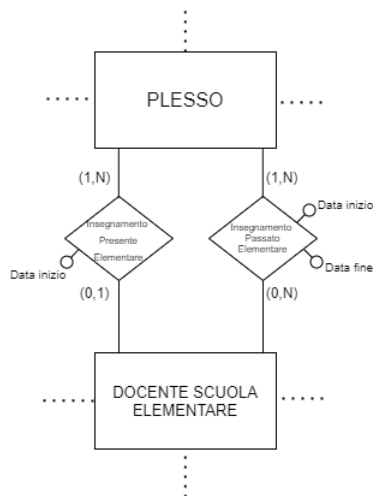 PLESSO
(1,N)
(1,N)
Insegnamento
Presente
Elementare
Data inizio
Insegnamento
Passato
Elementare
Data inizio
Data fine
(0,1)
(0,N)
DOCENTE SCUOLA
ELEMENTARE